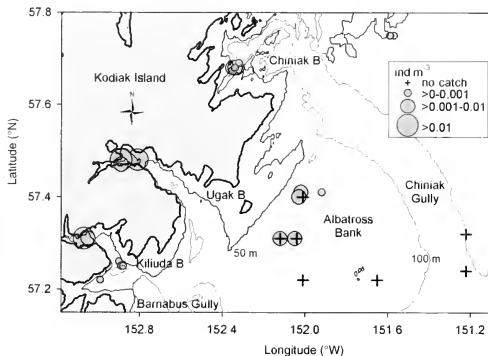 57.8
57.6
57.4
57.2
Latitude (°N)
Kodiak Island
N
Chiniak B
ind m-3
+ no catch
>0-0.001
>0.001-0.01
>0.01
Ugak B
Chiniak
Gully
Albatross
Bank
50 m
100 m
Kiliuda B
Barnabus Gully
152.8
152.4
152.0
151.6
151.2
Longitude (°W)